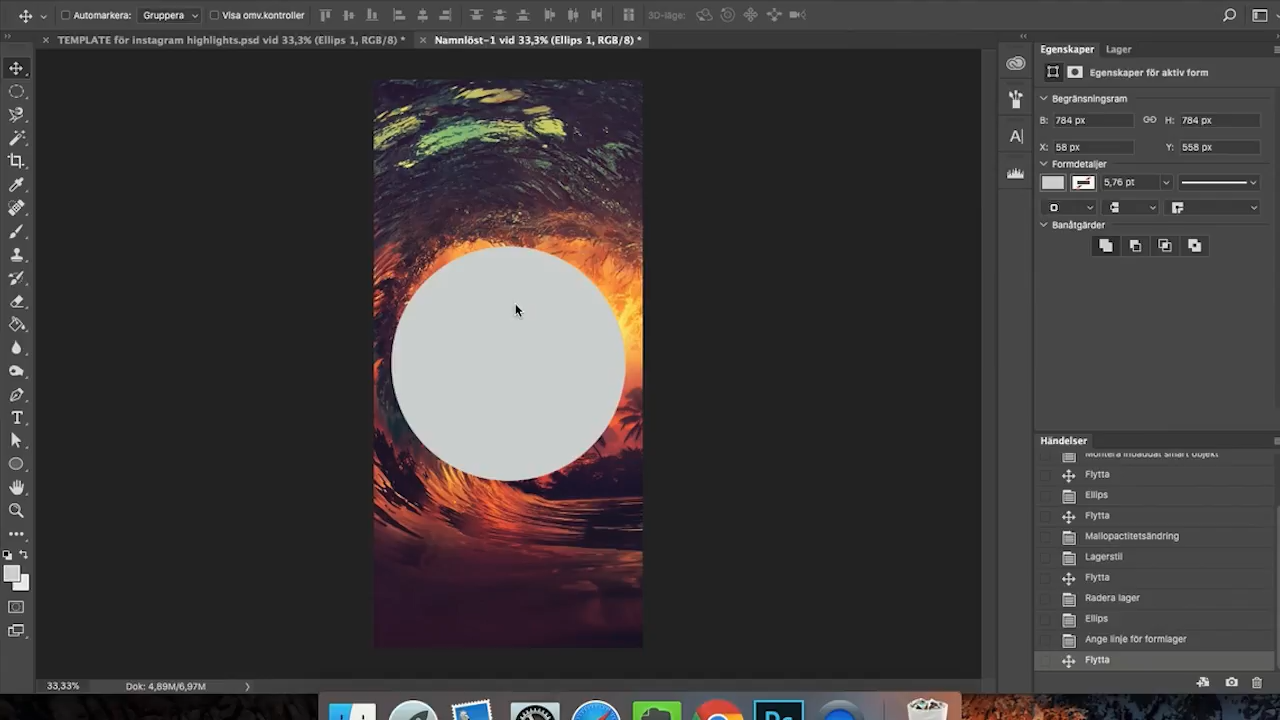 Automarkera: Gruppera Visa omv.kontroller 3D-läge:
TEMPLATE för instagram highlights.psd vid 33,3% (Ellips 1, RGB/8) * Namnlöst-1 vid 33,3% (Ellips 1, RGB/8) *
Egenskaper Lager
Egenskaper för aktiv form
Begränsningsram
B: 784 px H: 784 px
X: 58 px Y: 558 px
Formdetaljer
5,76 pt
Banåtgärder
Händelser
Montera inbäddat smart objekt
Flytta
Ellips
Flytta
Mallopactitetsändring
Lagerstil
Flytta
Radera lager
Ellips
Ange linje för formlager
Flytta
33,33% Dok: 4,89M/6,97M
Ps